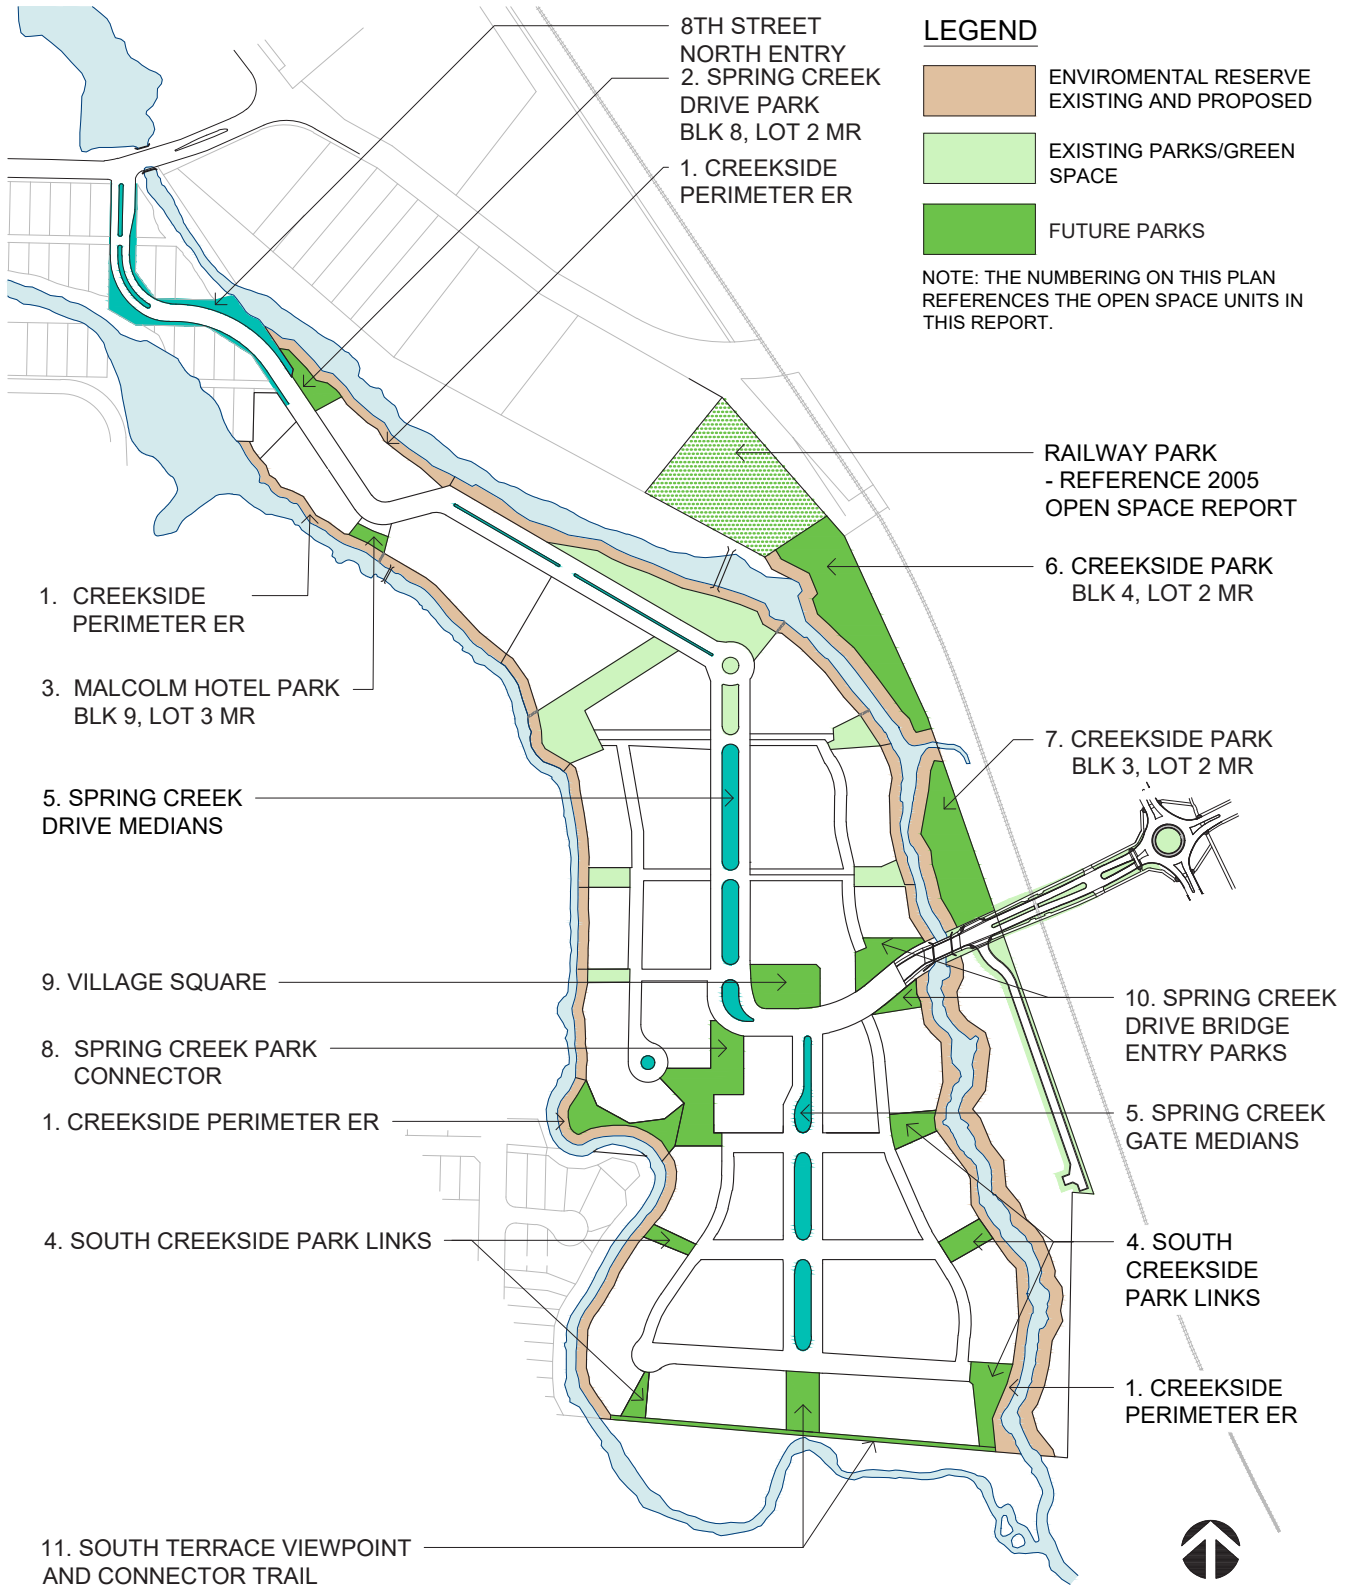 8TH STREET
NORTH ENTRY
2. SPRING CREEK
DRIVE PARK
BLK 8, LOT 2 MR
1. CREEKSIDE
PERIMETER ER
LEGEND
ENVIROMENTAL RESERVE
EXISTING AND PROPOSED
EXISTING PARKS/GREEN
SPACE
FUTURE PARKS
NOTE: THE NUMBERING ON THIS PLAN
REFERENCES THE OPEN SPACE UNITS IN
THIS REPORT.
RAILWAY PARK
- REFERENCE 2005
OPEN SPACE REPORT
6. CREEKSIDE PARK
BLK 4, LOT 2 MR
1. CREEKSIDE
PERIMETER ER
3. MALCOLM HOTEL PARK
BLK 9, LOT 3 MR
7. CREEKSIDE PARK
BLK 3, LOT 2 MR
5. SPRING CREEK
DRIVE MEDIANS
9. VILLAGE SQUARE
10. SPRING CREEK
DRIVE BRIDGE
ENTRY PARKS
8. SPRING CREEK PARK
CONNECTOR
1. CREEKSIDE PERIMETER ER
5. SPRING CREEK
GATE MEDIANS
4. SOUTH CREEKSIDE PARK LINKS
4. SOUTH
CREEKSIDE
PARK LINKS
1. CREEKSIDE
PERIMETER ER
11. SOUTH TERRACE VIEWPOINT
AND CONNECTOR TRAIL